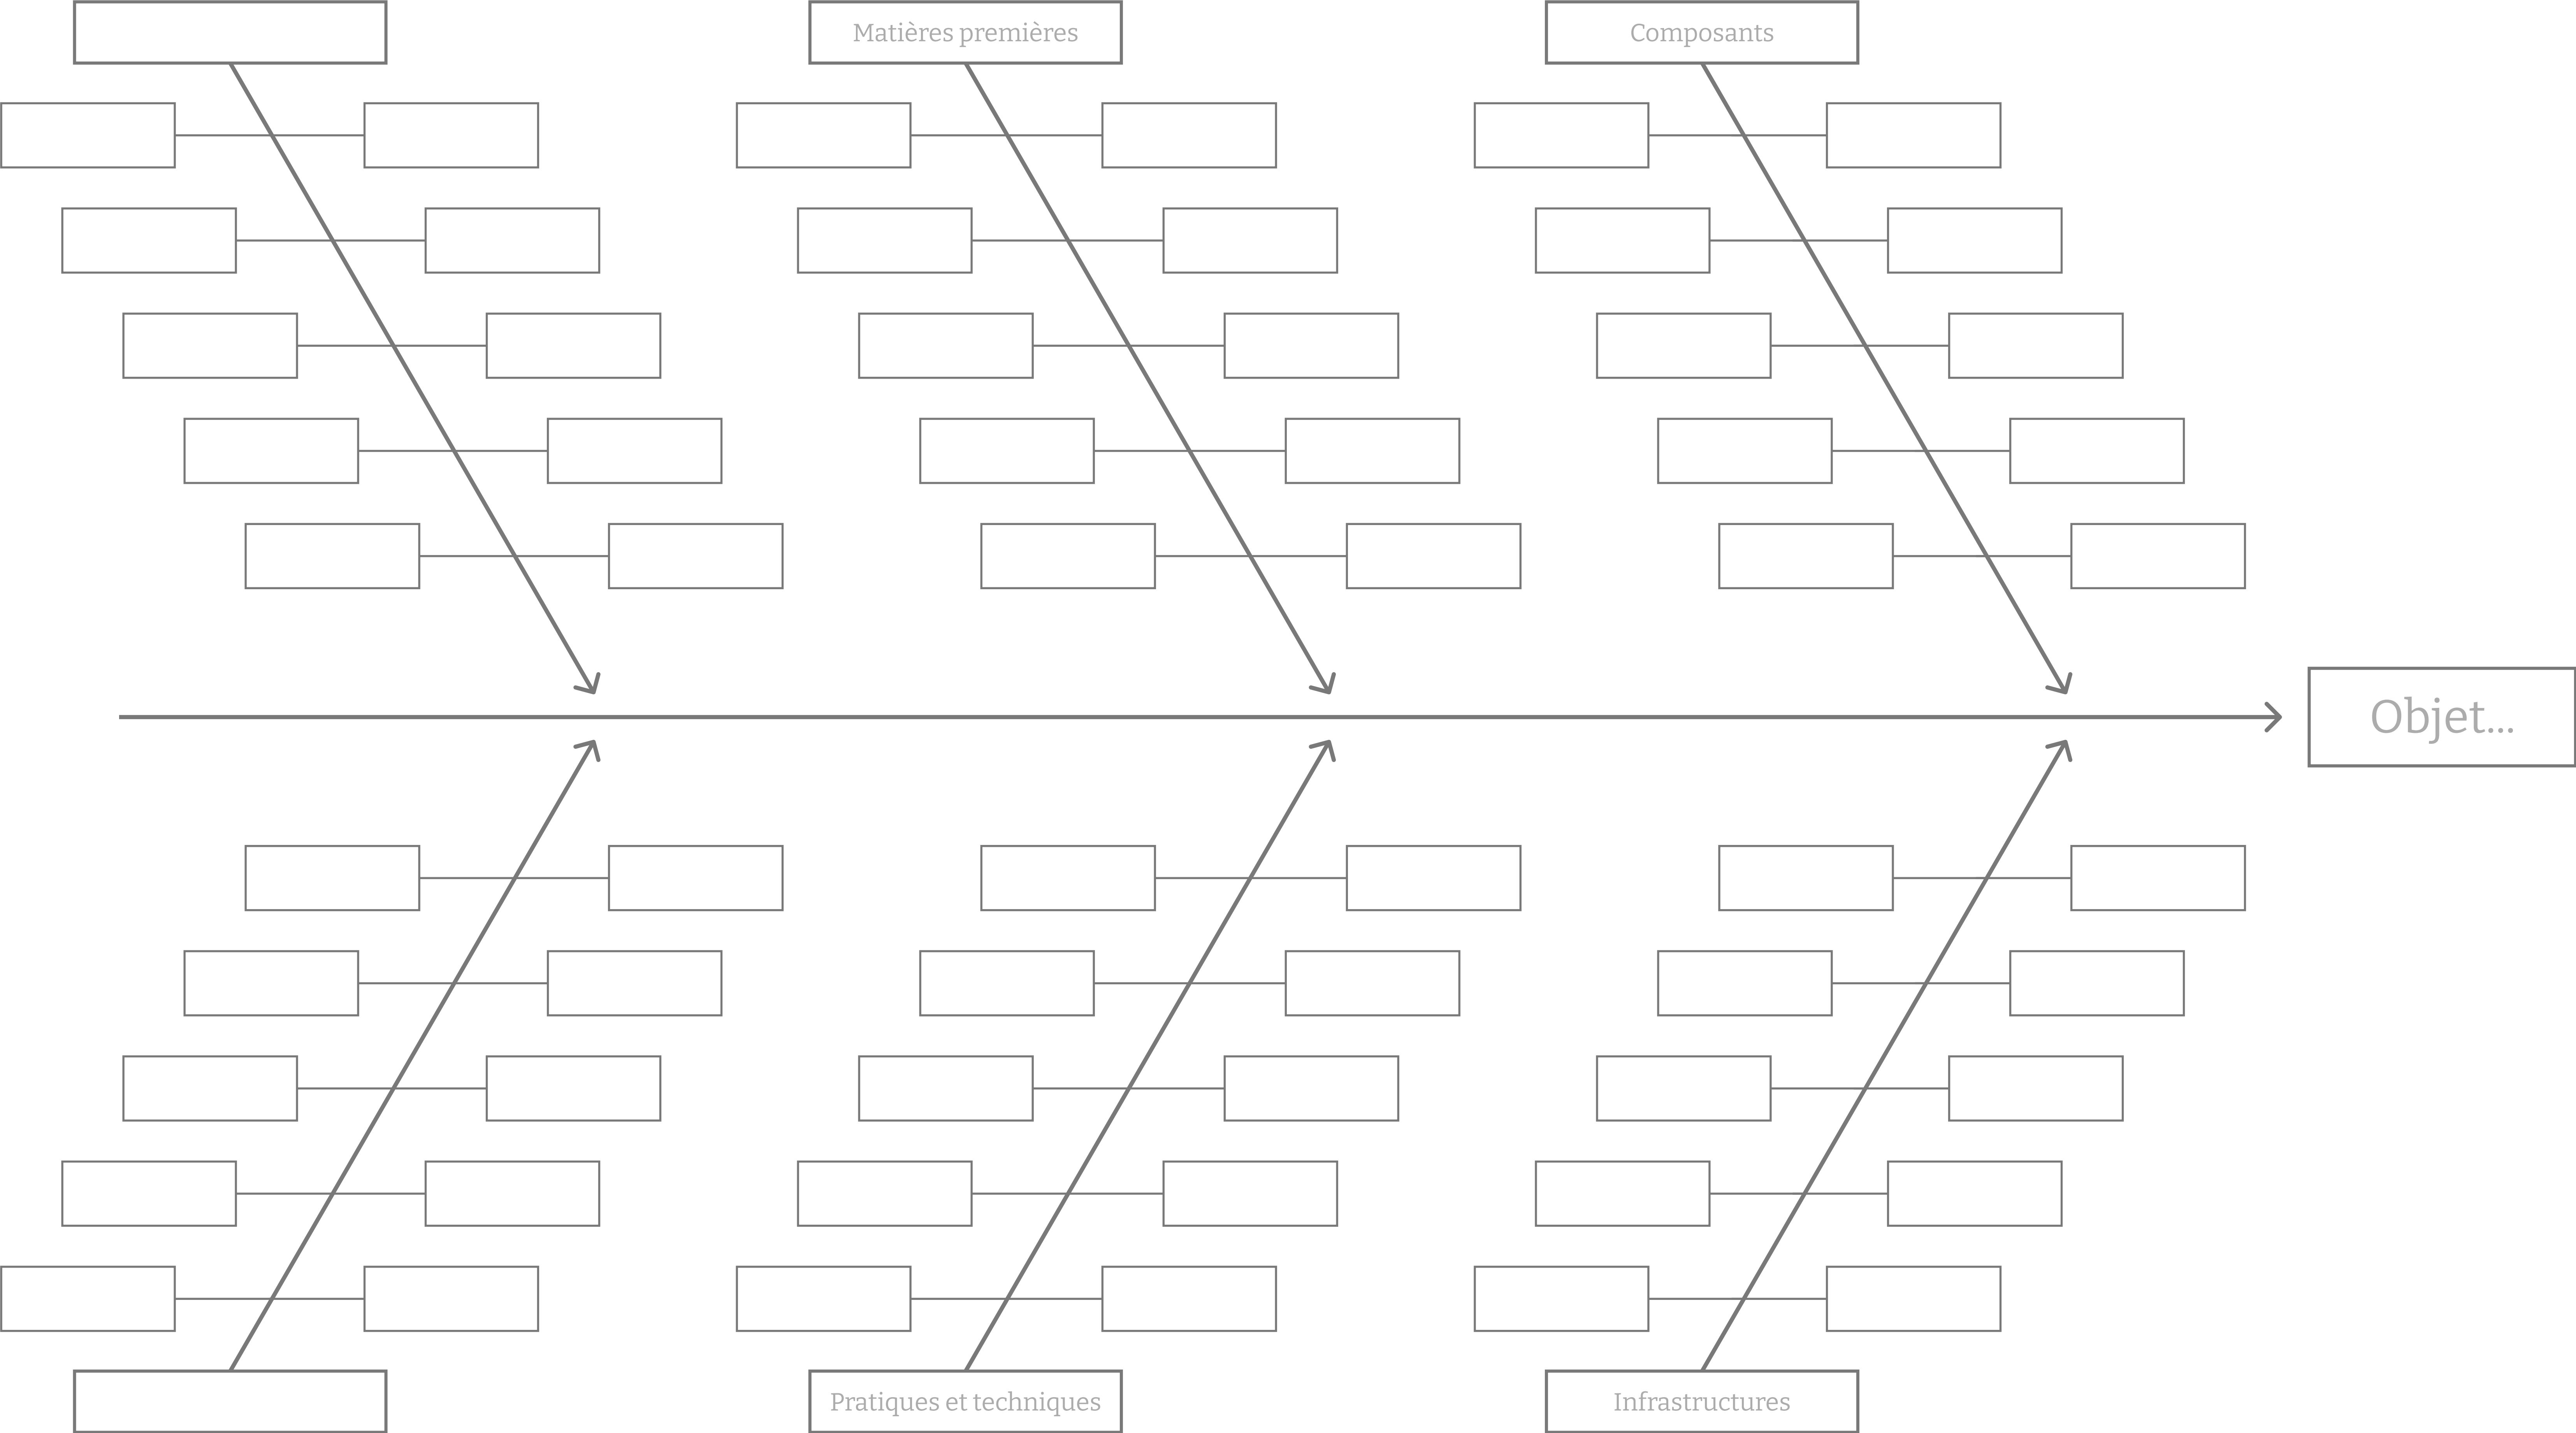 Matières premières
Composants
Objet...
Pratiques et techniques
Infrastructures